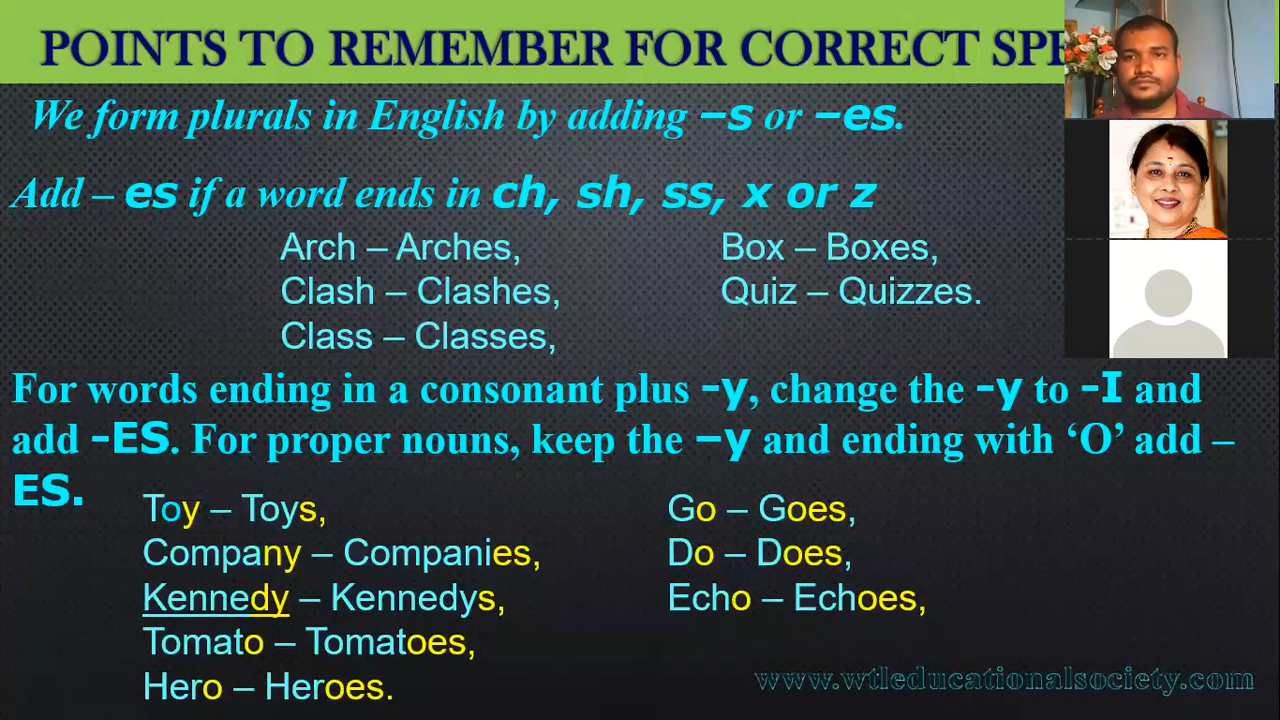 POINTS TO REMEMBER FOR CORRECT SPE
We form plurals in English by adding –s or –es.
Add – es if a word ends in ch, sh, ss, x or z
Arch – Arches,
Clash – Clashes,
Class – Classes,
Box – Boxes,
Quiz – Quizzes.
For words ending in a consonant plus -y, change the -y to -I and
add -ES. For proper nouns, keep the –y and ending with ‘O’ add –
ES.
Toy – Toys,
Company – Companies,
Kennedy – Kennedys,
Tomato – Tomatoes,
Hero – Heroes.
Go – Goes,
Do – Does,
Echo – Echoes,
www.wtleducationalsociety.com